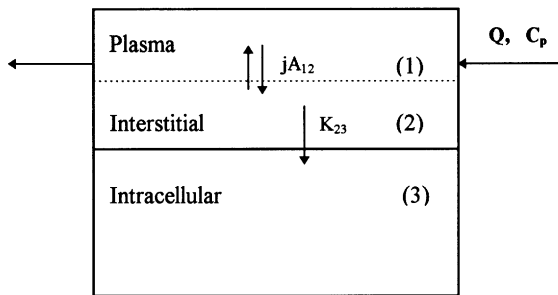 Q, Cp
Plasma
jA12
(1)
Interstitial
K23
(2)
Intracellular
(3)